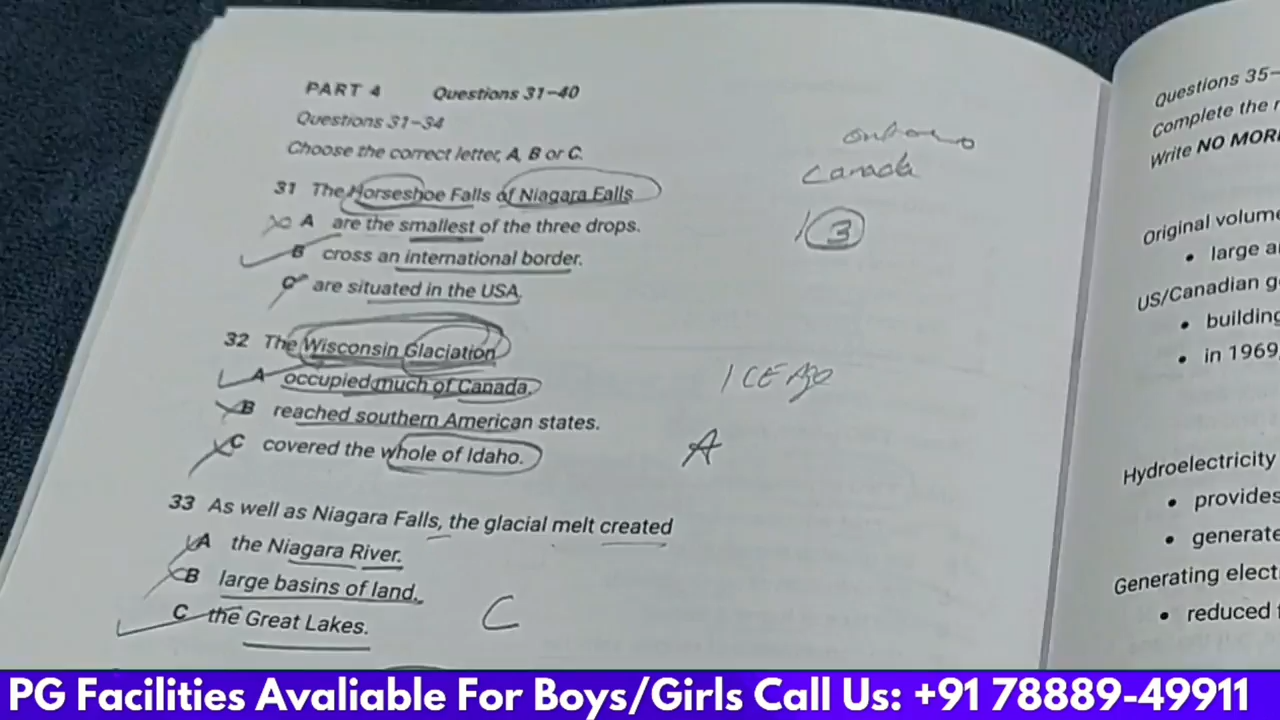 PART 4 Questions 31–40
Questions 31–34
Choose the correct letter, A, B or C.
31 The Horseshoe Falls of Niagara Falls
A are the smallest of the three drops.
B cross an international border.
C are situated in the USA.
32 The Wisconsin Glaciation
A occupied much of Canada.
B reached southern American states.
C covered the whole of Idaho.
33 As well as Niagara Falls, the glacial melt created
A the Niagara River.
B large basins of land.
C the Great Lakes.
Canada
3
ICE Age
A
C
Questions 35–
Complete the
Write NO MOR
Original volume
• large a
US/Canadian g
• building
• in 1969,
Hydroelectricity
• provides
• generate
Generating elect
• reduced
PG Facilities Avaliable For Boys/Girls Call Us: +91 78889-49911